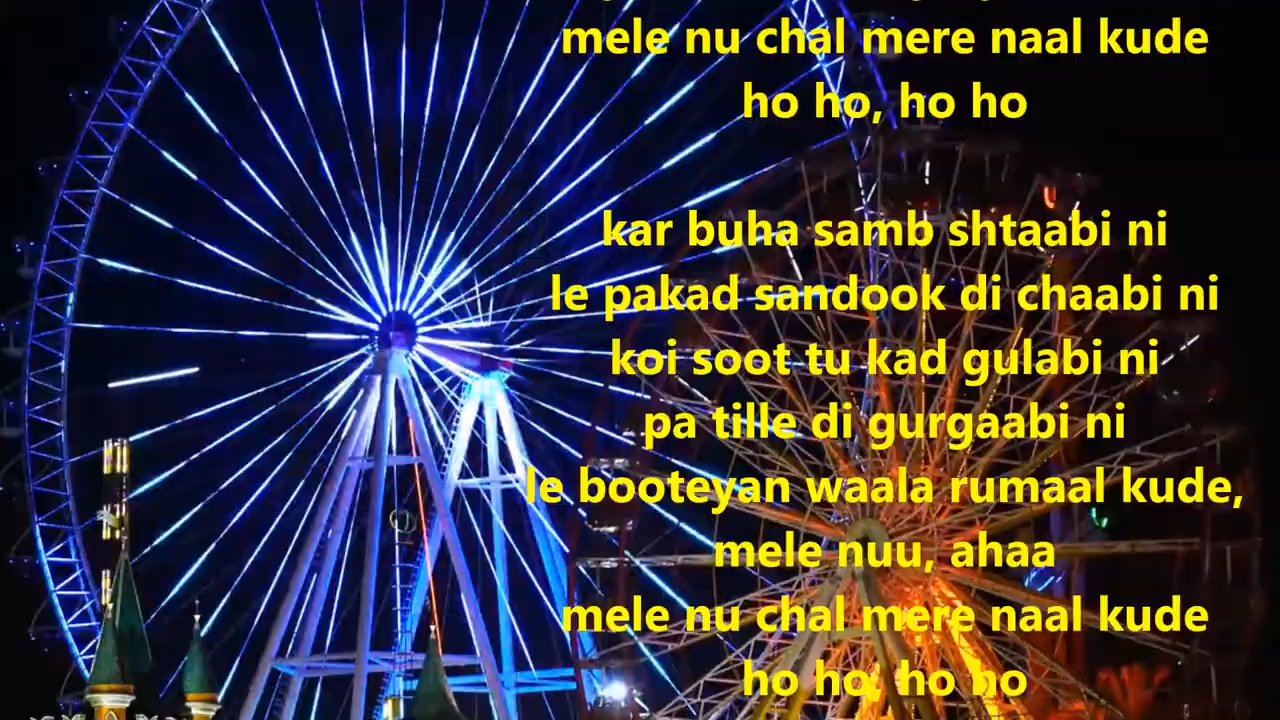 mele nu chal mere naal kude
ho ho, ho ho
kar buha samb shtaabi ni
le pakad sandook di chaabi ni
koi soot tu kad gulabi ni
pa tille di gurgaabi ni
le booteyan waala rumaal kude,
mele nuu, ahaa
mele nu chal mere naal kude
ho ho, ho ho